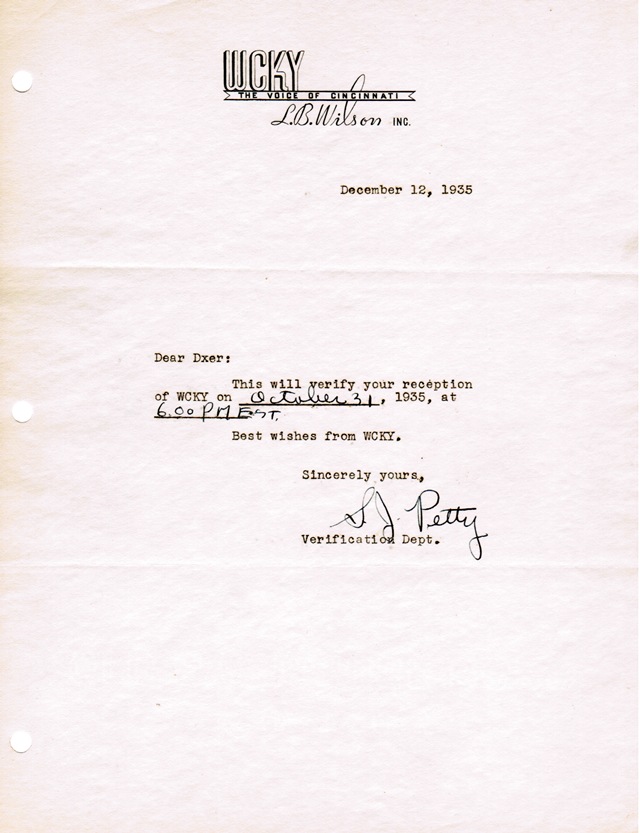 WCKY
THE VOICE OF CINCINNATI
L.B. Wilson INC.
December 12, 1935
Dear Dxer:
This will verify your reception
of WCKY on October 31, 1935, at
6.00 PM EST.
Best wishes from WCKY.
Sincerely yours,
S. J. Petty
Verification Dept.